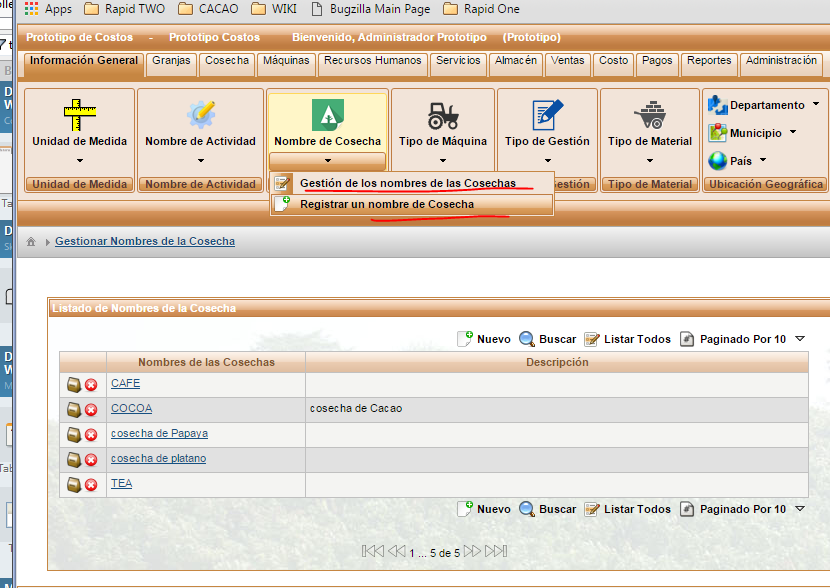 Apps Rapid TWO CACAO WIKI Bugzilla Main Page Rapid One
Prototipo de Costos - Prototipo Costos Bienvenido, Administrador Prototipo (Prototipo)
Información General Granjas Cosecha Máquinas Recursos Humanos Servicios Almacén Ventas Costo Pagos Reportes Administración
Unidad de Medida Nombre de Actividad Nombre de Cosecha Tipo de Máquina Tipo de Gestión Tipo de Material
Departamento
Municipio
País
Unidad de Medida Nombre de Actividad Gestión Tipo de Material Ubicación Geográfica
Gestión de los nombres de las Cosechas
Registrar un nombre de Cosecha
Gestionar Nombres de la Cosecha
Listado de Nombres de la Cosecha
Nuevo Buscar Listar Todos Paginado Por 10
Nombres de las Cosechas Descripción
CAFE
COCOA cosecha de Cacao
cosecha de Papaya
cosecha de platano
TEA
Nuevo Buscar Listar Todos Paginado Por 10
1 ... 5 de 5